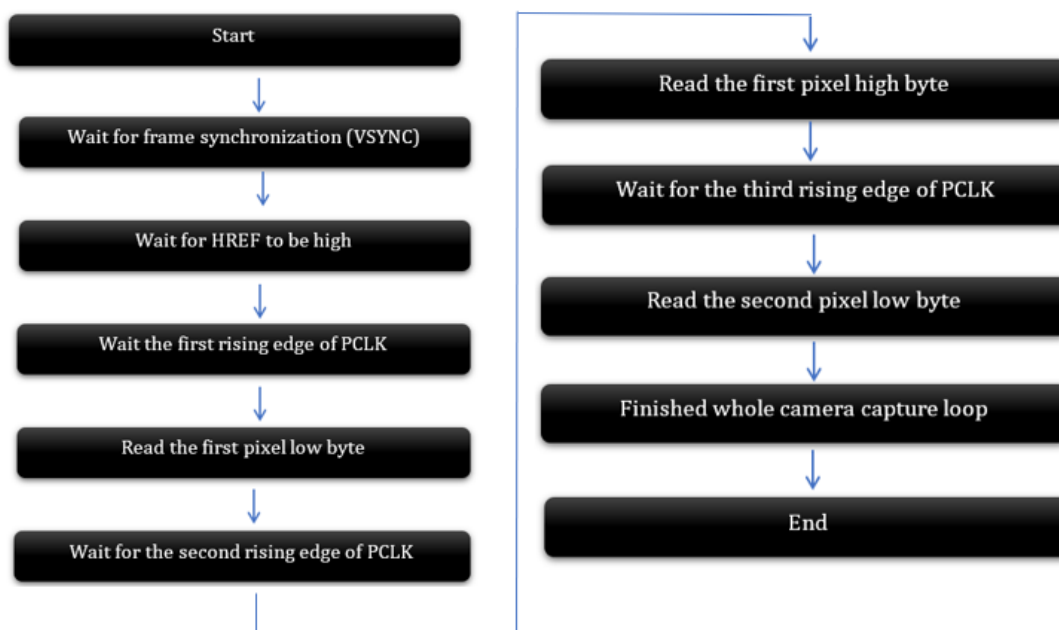 Start
Wait for frame synchronization (VSYNC)
Wait for HREF to be high
Wait the first rising edge of PCLK
Read the first pixel low byte
Wait for the second rising edge of PCLK
Read the first pixel high byte
Wait for the third rising edge of PCLK
Read the second pixel low byte
Finished whole camera capture loop
End